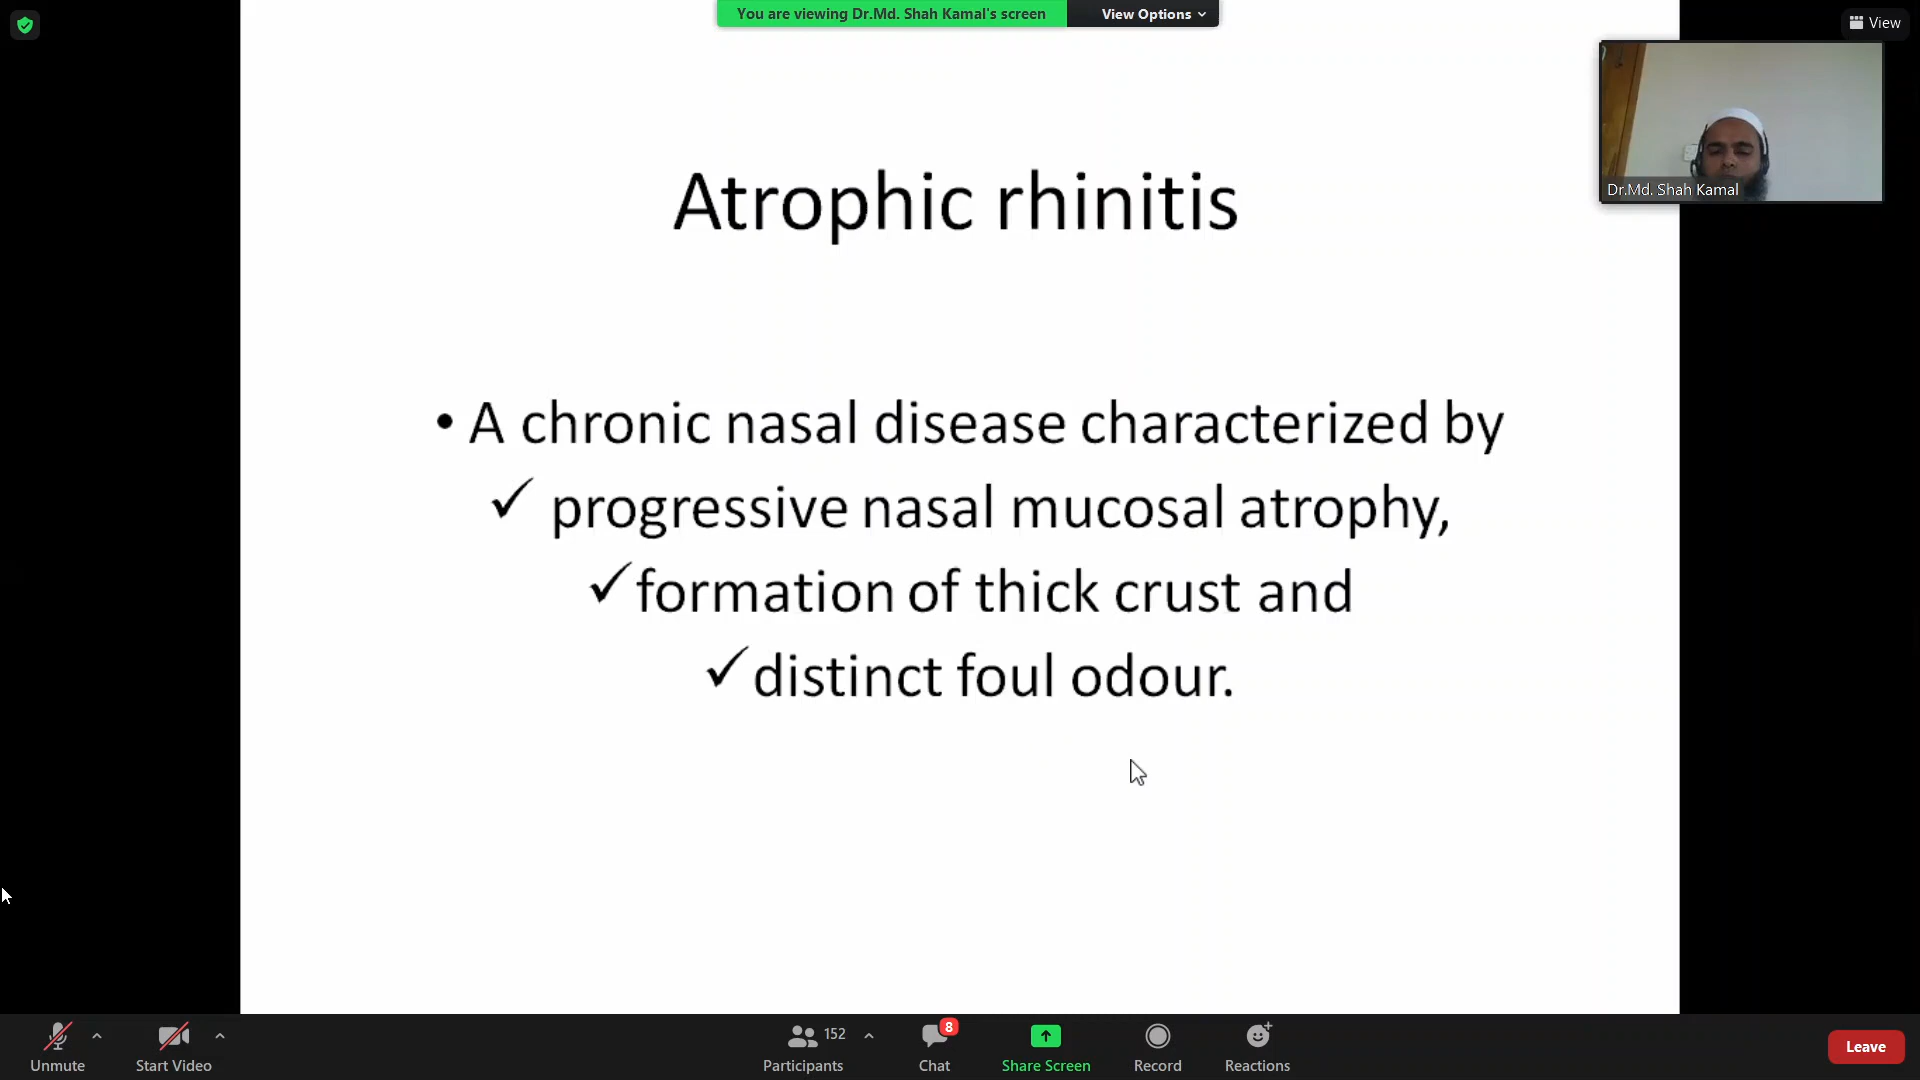 You are viewing Dr.Md. Shah Kamal's screen
View Options
View
Dr.Md. Shah Kamal
Atrophic rhinitis
• A chronic nasal disease characterized by
✓ progressive nasal mucosal atrophy,
✓formation of thick crust and
✓distinct foul odour.
Unmute
Start Video
152
Participants
8
Chat
Share Screen
Record
Reactions
Leave